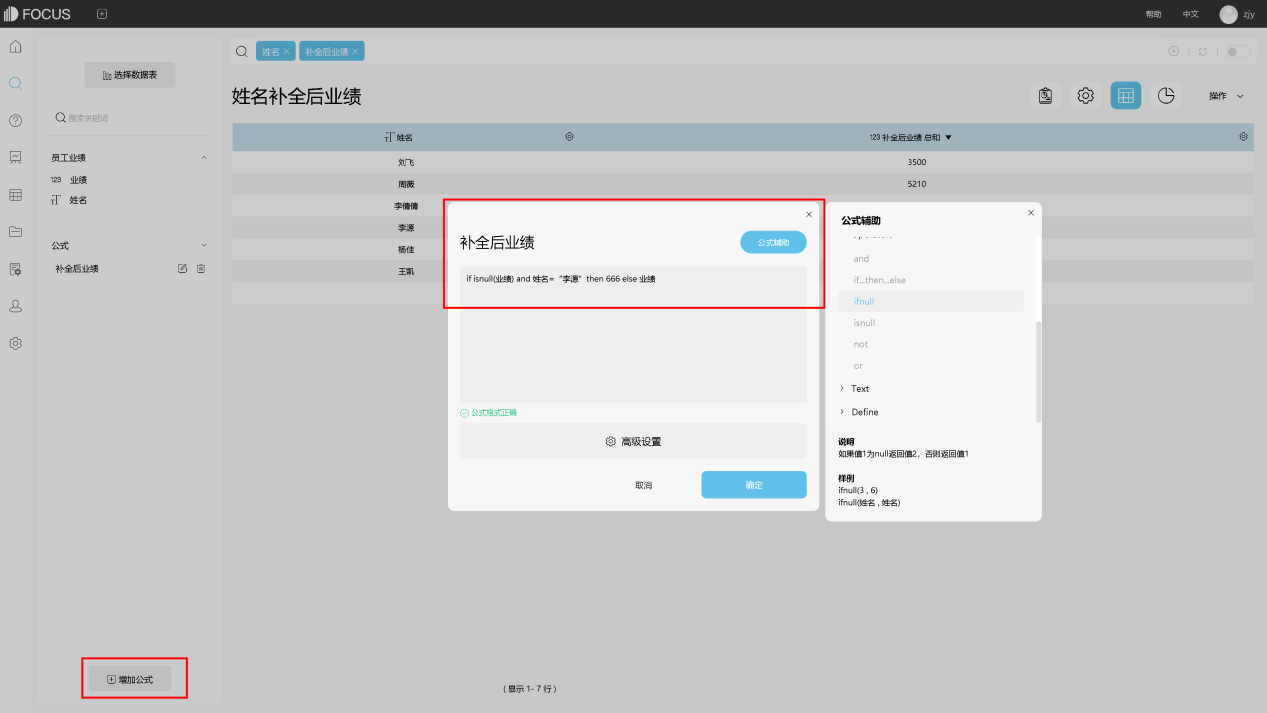 FOCUS
帮助 中文 zjy
选择数据表
搜索关键词
员工业绩
123 业绩
姓名
公式
补全后业绩
增加公式
姓名 × 补全后业绩 ×
姓名补全后业绩
操作
姓名 123 补全后业绩 总和
刘飞 3500
周薇 5210
李倩倩
李源
杨佳
王凯
(显示 1- 7 行)
补全后业绩
公式辅助
if isnull(业绩) and 姓名=“李源” then 666 else 业绩
公式格式正确
高级设置
取消 确定
公式辅助
and
if...then...else
ifnull
isnull
not
or
Text
Define
说明
如果值1为null返回值2，否则返回值1
样例
ifnull(3 , 6)
ifnull(姓名 , 姓名)